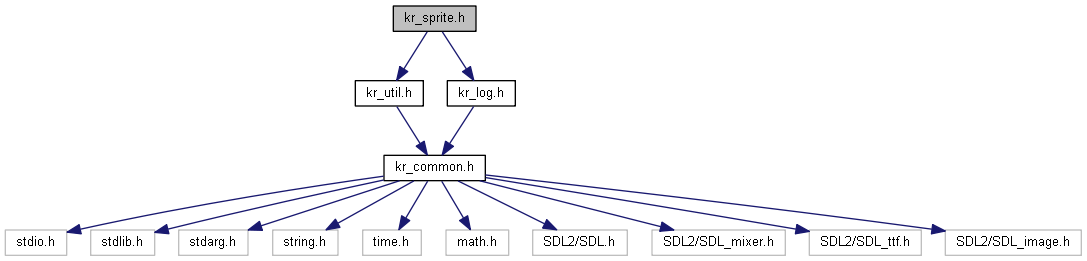 kr_sprite.h
kr_util.h
kr_log.h
kr_common.h
stdio.h
stdlib.h
stdarg.h
string.h
time.h
math.h
SDL2/SDL.h
SDL2/SDL_mixer.h
SDL2/SDL_ttf.h
SDL2/SDL_image.h